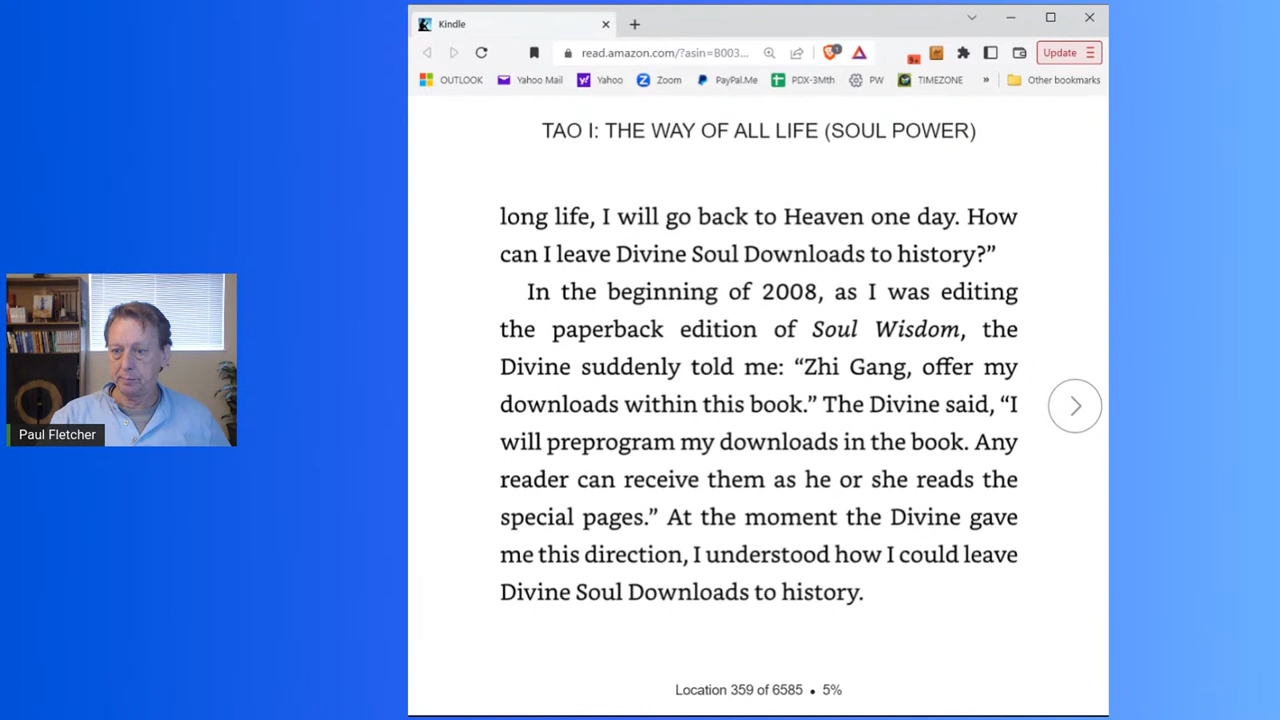 Kindle
read.amazon.com/?asin=B003...
9+
Update
OUTLOOK
Yahoo Mail
Yahoo
Zoom
PayPal.Me
PDX-3Mth
PW
TIMEZONE
»
Other bookmarks
TAO I: THE WAY OF ALL LIFE (SOUL POWER)
long life, I will go back to Heaven one day. How
can I leave Divine Soul Downloads to history?”
In the beginning of 2008, as I was editing
the paperback edition of Soul Wisdom, the
Divine suddenly told me: “Zhi Gang, offer my
downloads within this book.” The Divine said, “I
will preprogram my downloads in the book. Any
reader can receive them as he or she reads the
special pages.” At the moment the Divine gave
me this direction, I understood how I could leave
Divine Soul Downloads to history.
Paul Fletcher
Location 359 of 6585 • 5%